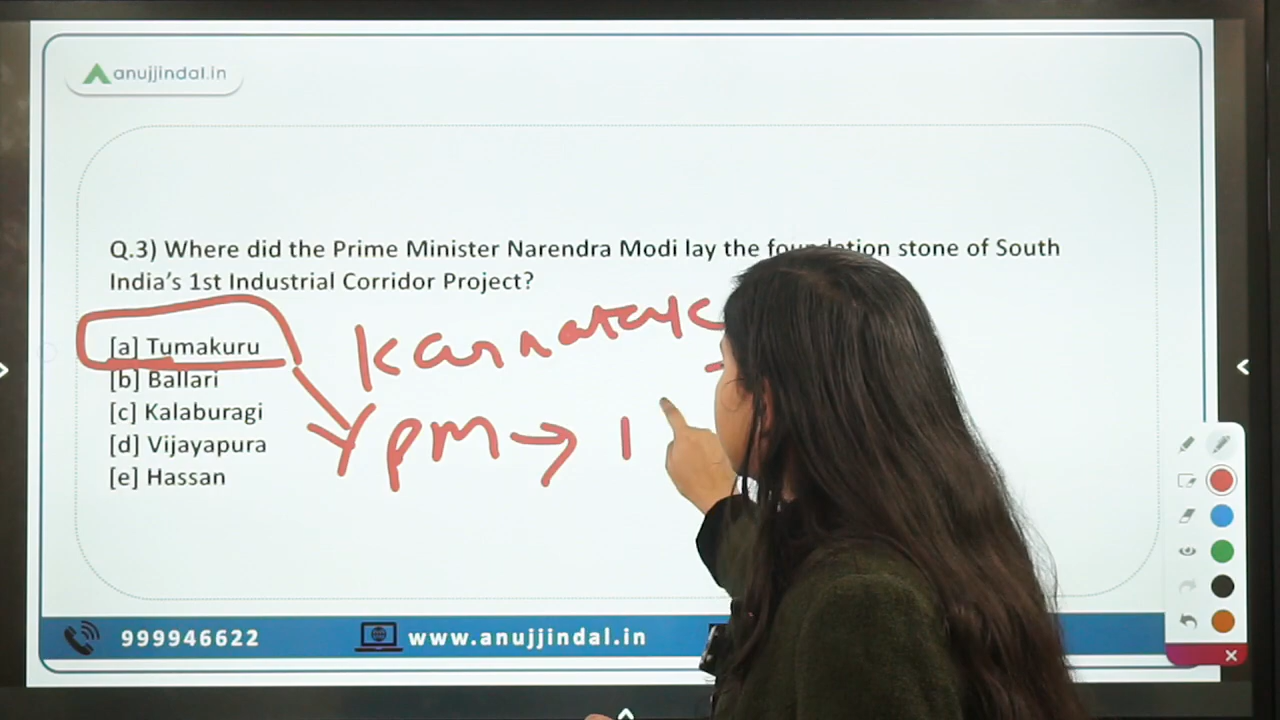 anujjindal.in
Q.3) Where did the Prime Minister Narendra Modi lay the foundation stone of South
India's 1st Industrial Corridor Project?
[a] Tumakuru
Karnatak
[b] Ballari
[c] Kalaburagi
PM → 1
[d] Vijayapura
[e] Hassan
999946622
www.anujjindal.in